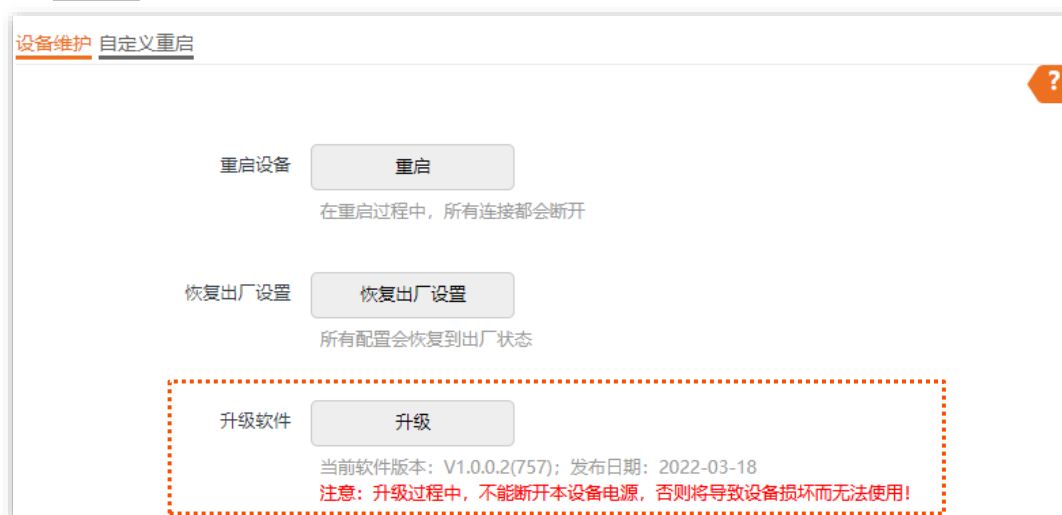 设备维护 自定义重启
?
重启设备 重启
在重启过程中，所有连接都会断开
恢复出厂设置 恢复出厂设置
所有配置会恢复到出厂状态
升级软件 升级
当前软件版本：V1.0.0.2(757)；发布日期：2022-03-18
注意：升级过程中，不能断开本设备电源，否则将导致设备损坏而无法使用！